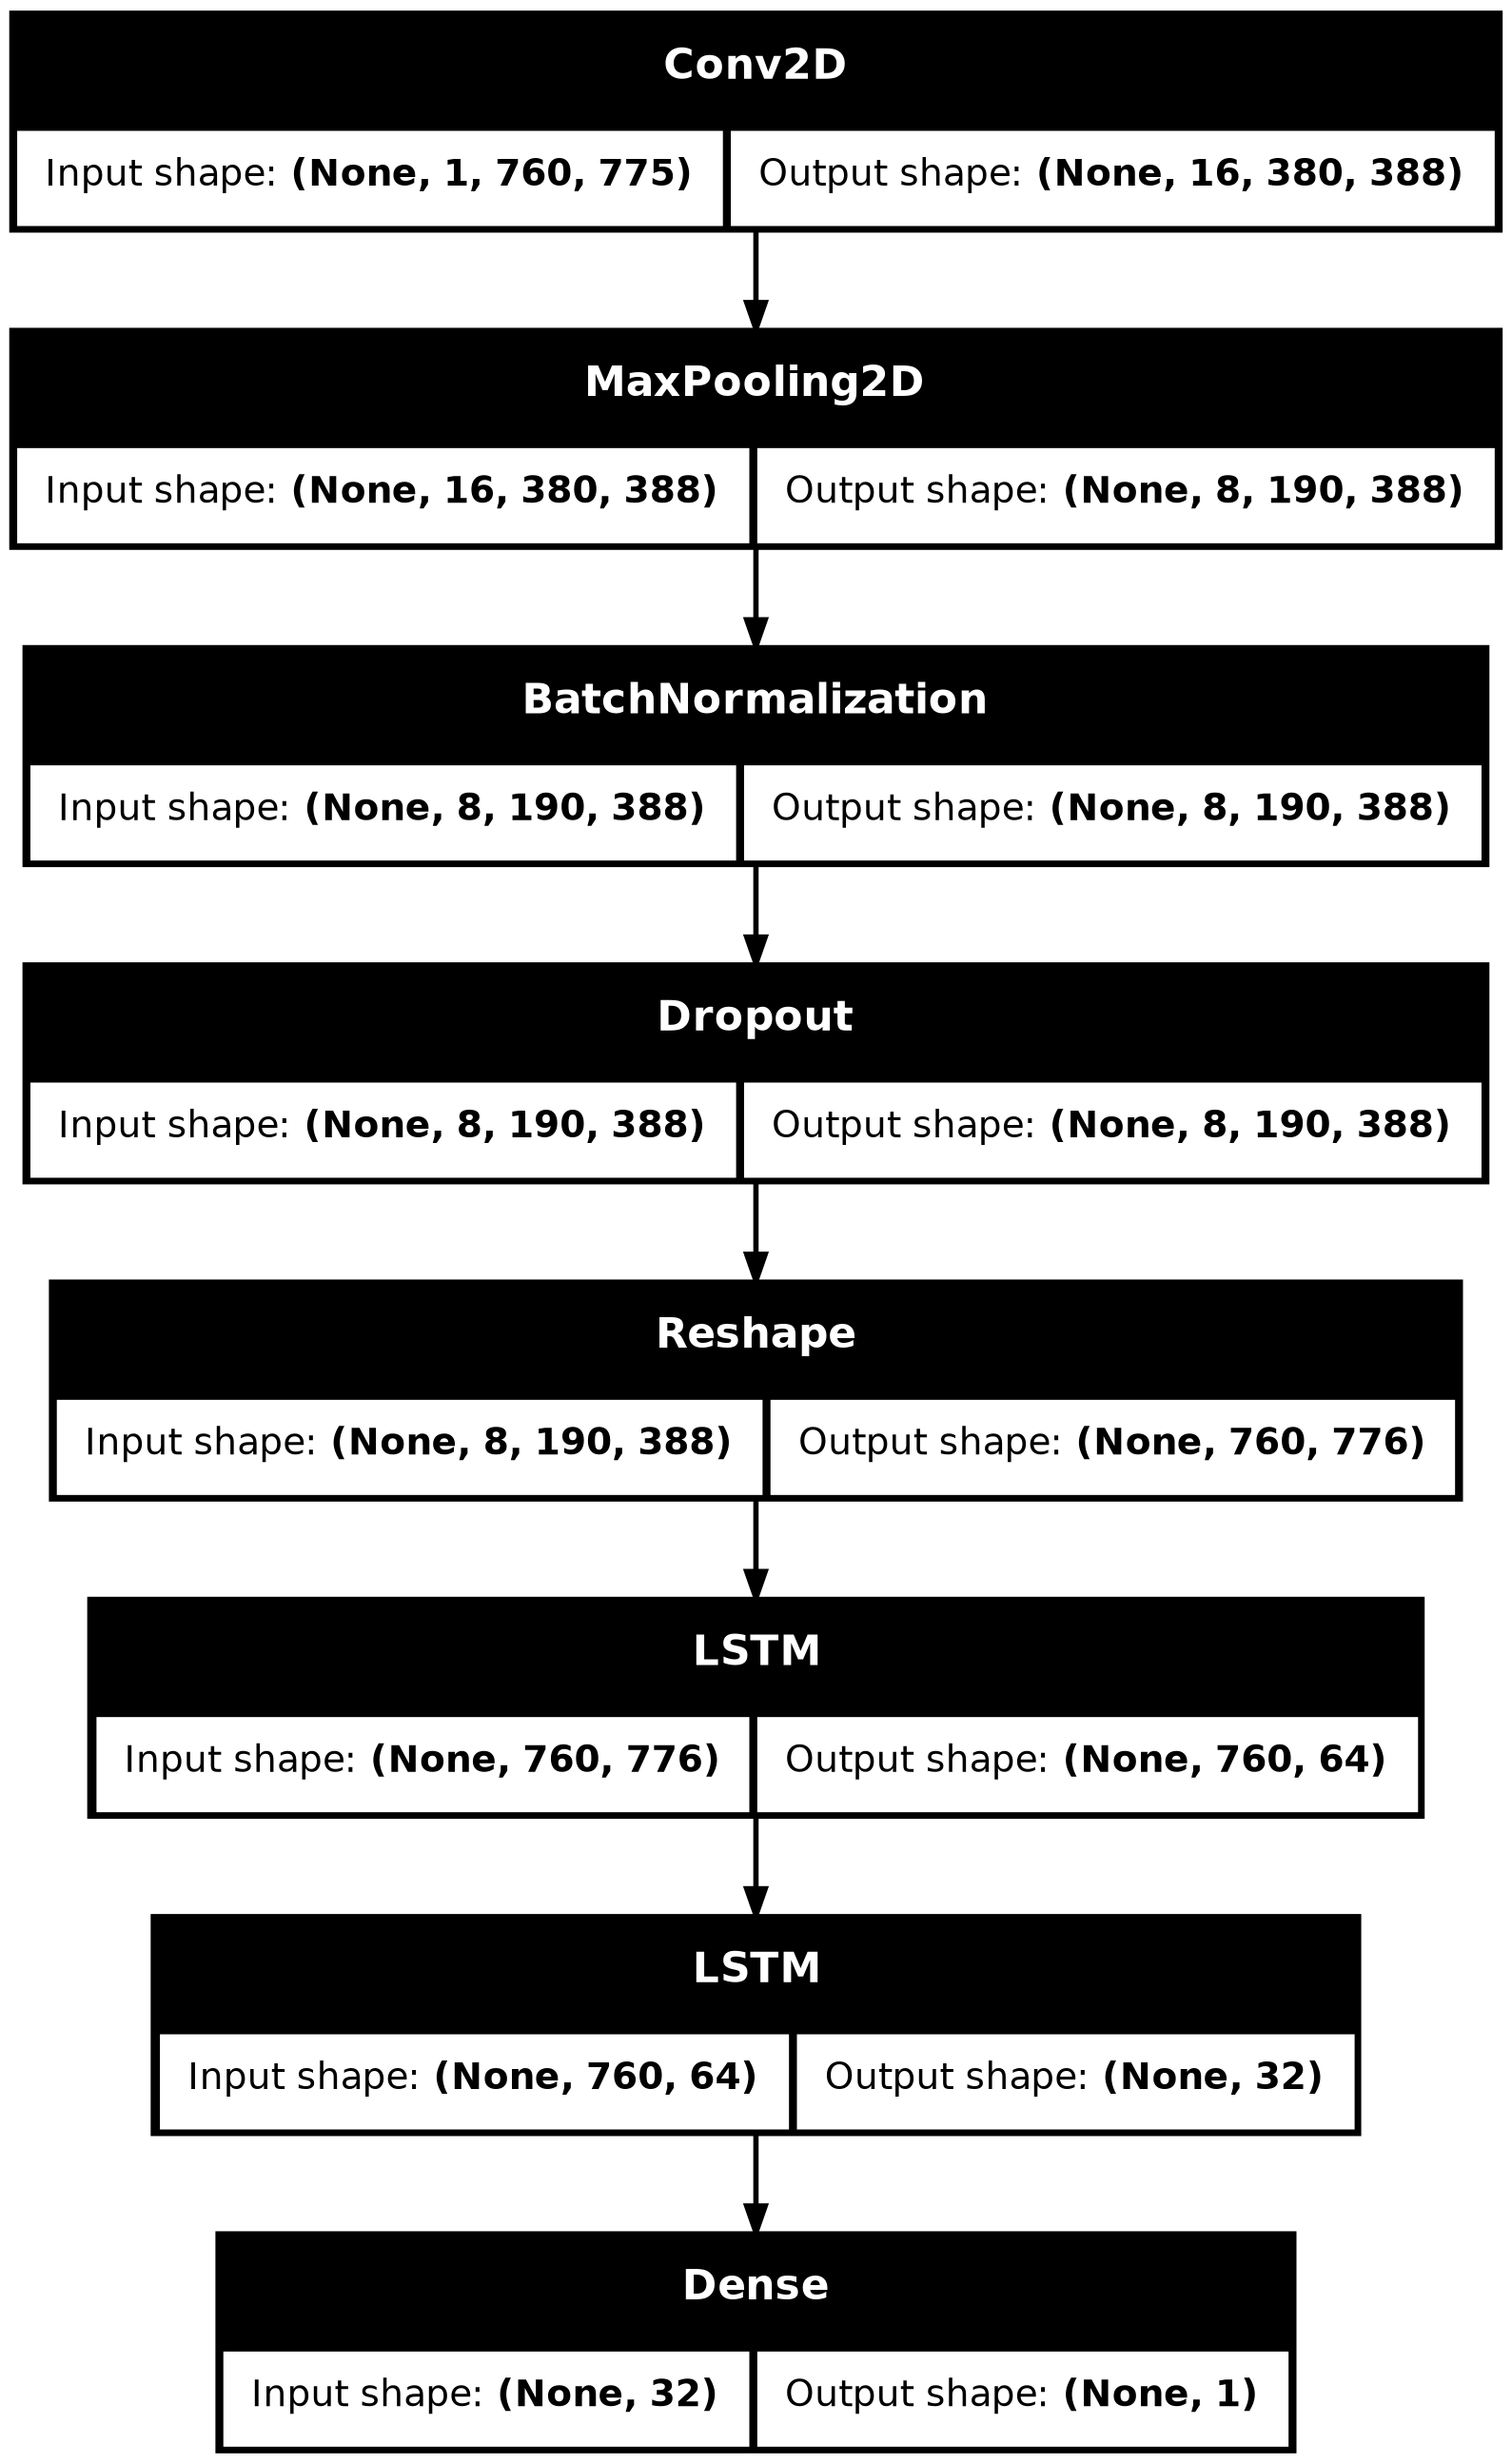 Conv2D
Input shape: (None, 1, 760, 775) Output shape: (None, 16, 380, 388)
MaxPooling2D
Input shape: (None, 16, 380, 388) Output shape: (None, 8, 190, 388)
BatchNormalization
Input shape: (None, 8, 190, 388) Output shape: (None, 8, 190, 388)
Dropout
Input shape: (None, 8, 190, 388) Output shape: (None, 8, 190, 388)
Reshape
Input shape: (None, 8, 190, 388) Output shape: (None, 760, 776)
LSTM
Input shape: (None, 760, 776) Output shape: (None, 760, 64)
LSTM
Input shape: (None, 760, 64) Output shape: (None, 32)
Dense
Input shape: (None, 32) Output shape: (None, 1)